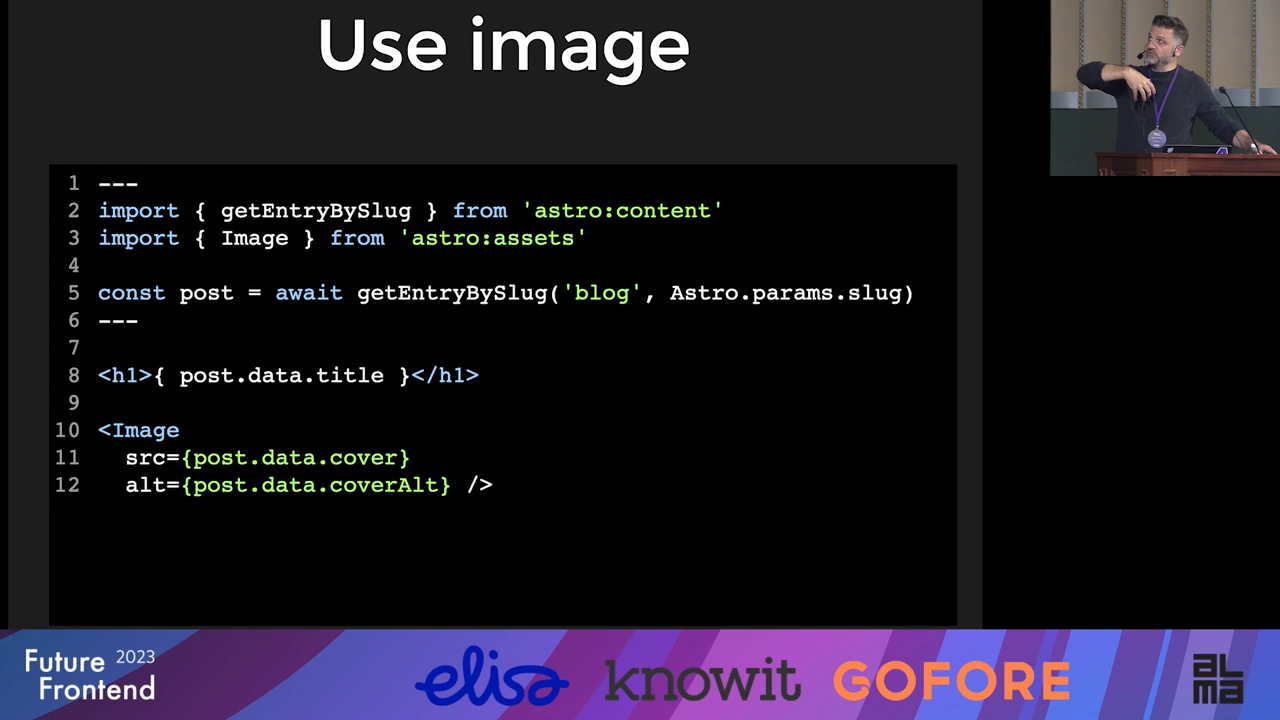 Use image
1 ---
2 import { getEntryBySlug } from 'astro:content'
3 import { Image } from 'astro:assets'
4
5 const post = await getEntryBySlug('blog', Astro.params.slug)
6 ---
7
8 <h1>{ post.data.title }</h1>
9
10 <Image
11   src={post.data.cover}
12   alt={post.data.coverAlt} />
Future 2023
Frontend
elisa
knowit
GOFORE
ALMA